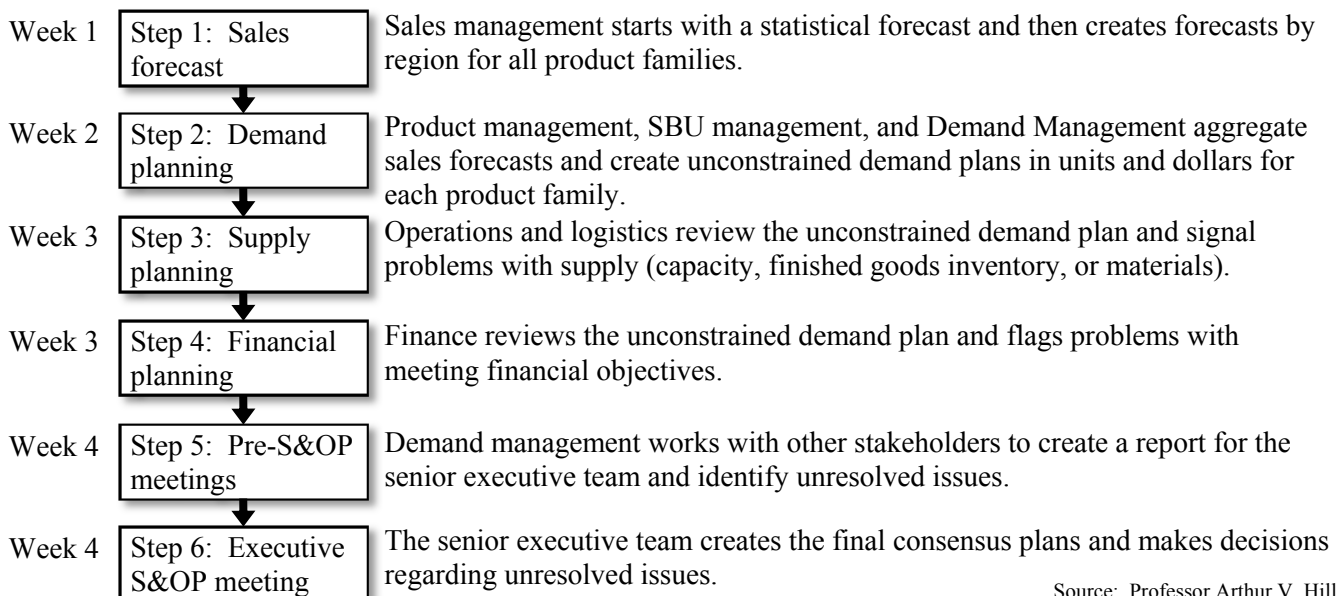 Week 1
Step 1: Sales
forecast
Sales management starts with a statistical forecast and then creates forecasts by
region for all product families.
Week 2
Step 2: Demand
planning
Product management, SBU management, and Demand Management aggregate
sales forecasts and create unconstrained demand plans in units and dollars for
each product family.
Week 3
Step 3: Supply
planning
Operations and logistics review the unconstrained demand plan and signal
problems with supply (capacity, finished goods inventory, or materials).
Week 3
Step 4: Financial
planning
Finance reviews the unconstrained demand plan and flags problems with
meeting financial objectives.
Week 4
Step 5: Pre-S&OP
meetings
Demand management works with other stakeholders to create a report for the
senior executive team and identify unresolved issues.
Week 4
Step 6: Executive
S&OP meeting
The senior executive team creates the final consensus plans and makes decisions
regarding unresolved issues.
Source: Professor Arthur V. Hill